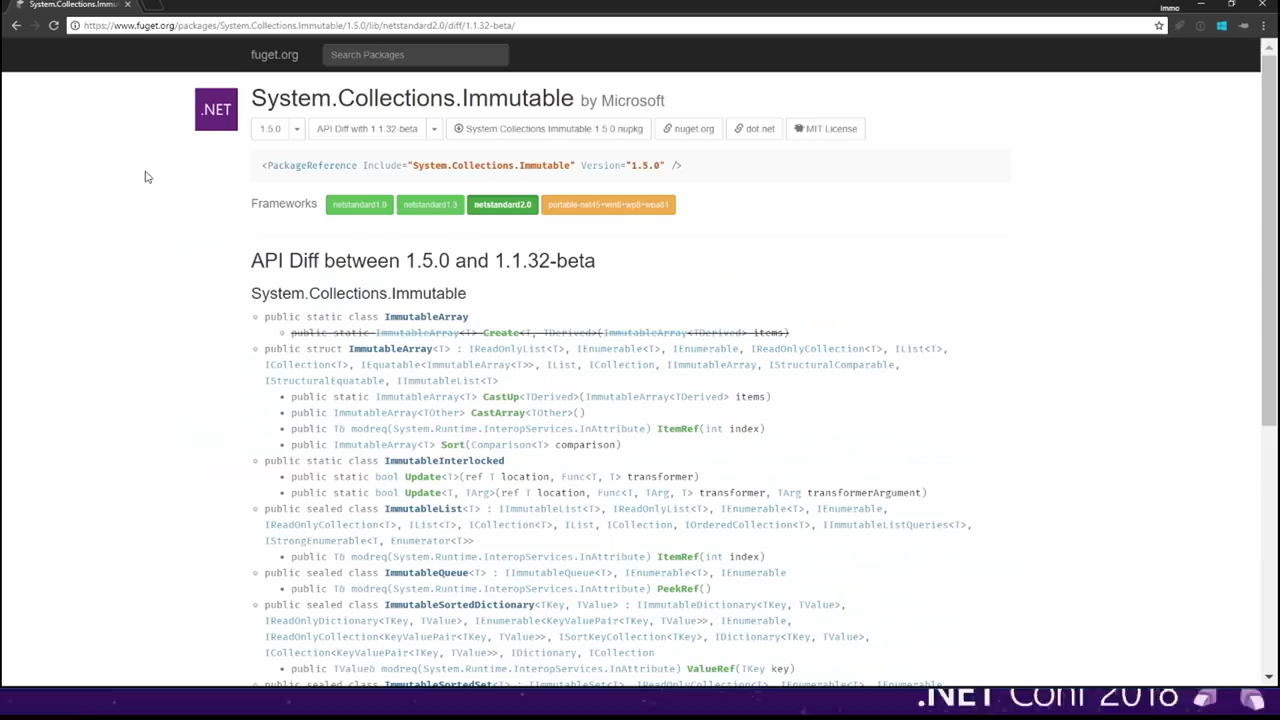 System.Collections.Immu
Immo
https://www.fuget.org/packages/System.Collections.Immutable/1.5.0/lib/netstandard2.0/diff/1.1.32-beta/
fuget.org Search Packages
.NET
System.Collections.Immutable by Microsoft
1.5.0 API Diff with 1.1.32-beta System.Collections.Immutable 1.5.0.nupkg nuget.org dot.net MIT License
<PackageReference Include="System.Collections.Immutable" Version="1.5.0" />
Frameworks netstandard1.0 netstandard1.3 netstandard2.0 portable-net45+win8+wp8+wpa81
API Diff between 1.5.0 and 1.1.32-beta
System.Collections.Immutable
public static class ImmutableArray
public static ImmutableArray<T> Create<T, TDerived>(ImmutableArray<TDerived> items)
public struct ImmutableArray<T> : IReadOnlyList<T>, IEnumerable<T>, IEnumerable, IReadOnlyCollection<T>, IList<T>,
ICollection<T>, IEquatable<ImmutableArray<T>>, IList, ICollection, IImmutableArray, IStructuralComparable,
IStructuralEquatable, IImmutableList<T>
public static ImmutableArray<T> CastUp<TDerived>(ImmutableArray<TDerived> items)
public ImmutableArray<TOther> CastArray<TOther>()
public T& modreq(System.Runtime.InteropServices.InAttribute) ItemRef(int index)
public ImmutableArray<T> Sort(Comparison<T> comparison)
public static class ImmutableInterlocked
public static bool Update<T>(ref T location, Func<T, T> transformer)
public static bool Update<T, TArg>(ref T location, Func<T, TArg, T> transformer, TArg transformerArgument)
public sealed class ImmutableList<T> : IImmutableList<T>, IReadOnlyList<T>, IEnumerable<T>, IEnumerable,
IReadOnlyCollection<T>, IList<T>, ICollection<T>, IList, ICollection, IOrderedCollection<T>, IImmutableListQueries<T>,
IStrongEnumerable<T, Enumerator<T>>
public T& modreq(System.Runtime.InteropServices.InAttribute) ItemRef(int index)
public sealed class ImmutableQueue<T> : IImmutableQueue<T>, IEnumerable<T>, IEnumerable
public T& modreq(System.Runtime.InteropServices.InAttribute) PeekRef()
public sealed class ImmutableSortedDictionary<TKey, TValue> : IImmutableDictionary<TKey, TValue>,
IReadOnlyDictionary<TKey, TValue>, IEnumerable<KeyValuePair<TKey, TValue>>, IEnumerable,
IReadOnlyCollection<KeyValuePair<TKey, TValue>>, ISortKeyCollection<TKey>, IDictionary<TKey, TValue>,
ICollection<KeyValuePair<TKey, TValue>>, IDictionary, ICollection
public TValue& modreq(System.Runtime.InteropServices.InAttribute) ValueRef(TKey key)
public sealed class ImmutableSortedSet<T> : IImmutableSet<T>, IReadOnlyCollection<T>, IEnumerable<T>, IEnumerable
.NET Conf 2018